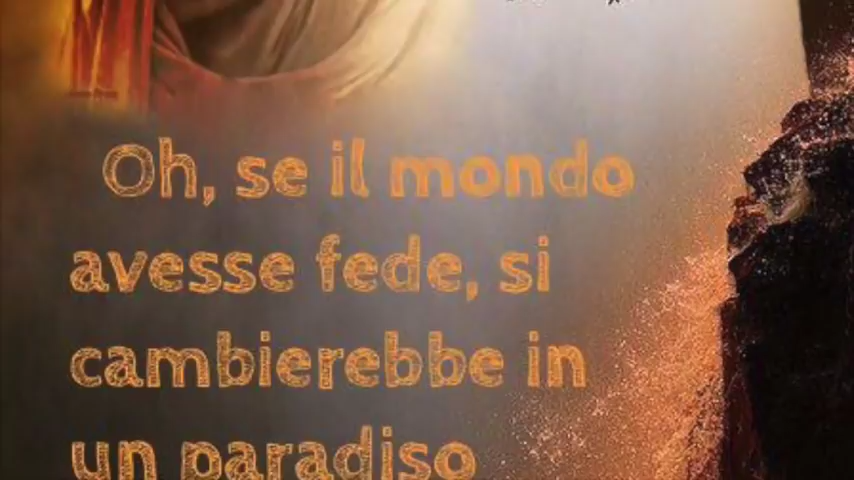 Oh, se il mondo
avesse fede, si
cambierebbe in
un paradiso